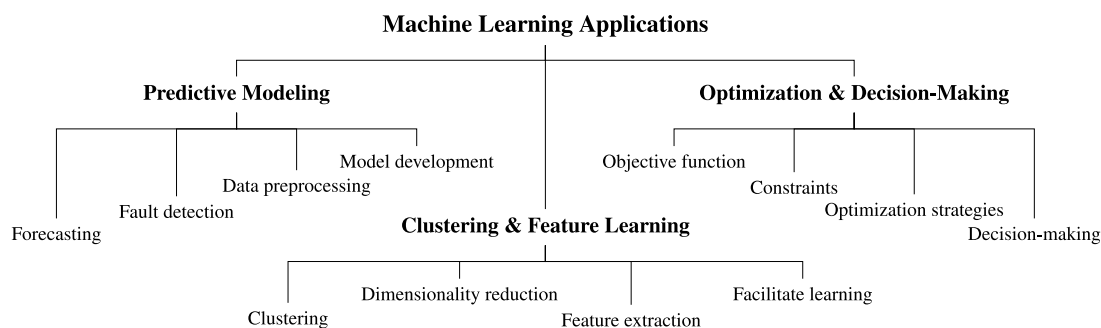 Machine Learning Applications
Predictive Modeling
Optimization & Decision-Making
Model development
Data preprocessing
Fault detection
Forecasting
Objective function
Constraints
Optimization strategies
Decision-making
Clustering & Feature Learning
Dimensionality reduction
Facilitate learning
Clustering
Feature extraction